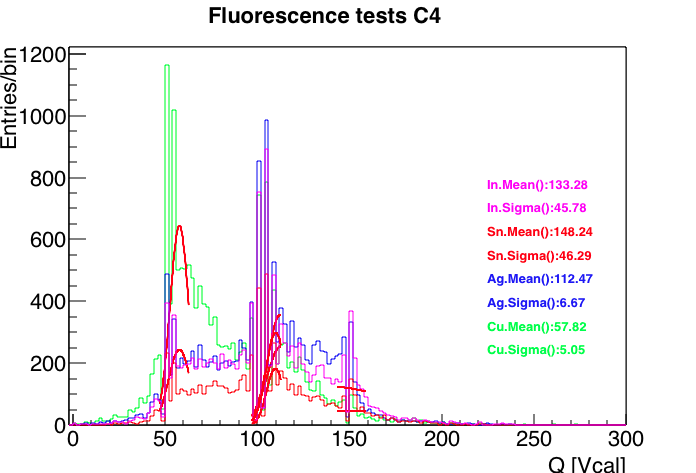 Fluorescence tests C4
Entries/bin
1200
1000
800
600
400
200
0
In.Mean():133.28
In.Sigma():45.78
Sn.Mean():148.24
Sn.Sigma():46.29
Ag.Mean():112.47
Ag.Sigma():6.67
Cu.Mean():57.82
Cu.Sigma():5.05
0 50 100 150 200 250 300
Q [Vcal]